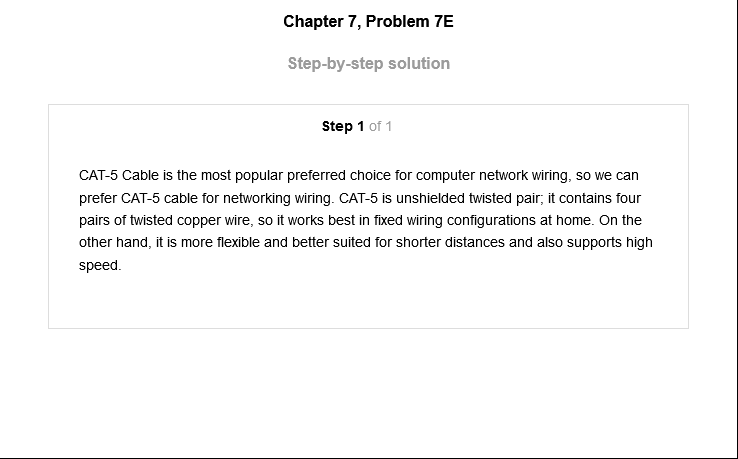 Chapter 7, Problem 7E
Step-by-step solution
Step 1 of 1
CAT-5 Cable is the most popular preferred choice for computer network wiring, so we can
prefer CAT-5 cable for networking wiring. CAT-5 is unshielded twisted pair; it contains four
pairs of twisted copper wire, so it works best in fixed wiring configurations at home. On the
other hand, it is more flexible and better suited for shorter distances and also supports high
speed.